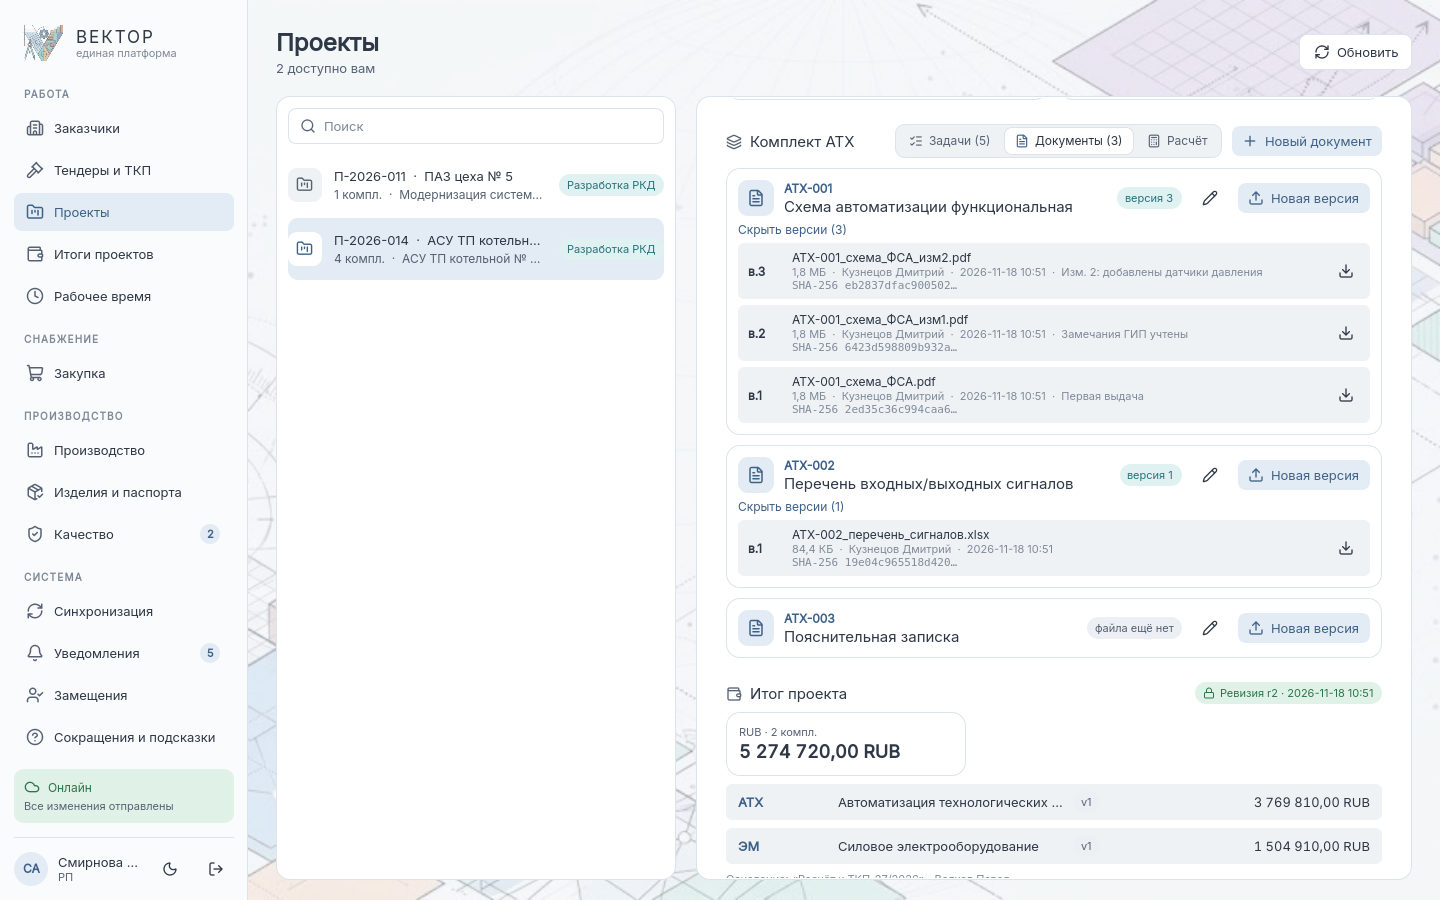 ВЕКТОР
единая платформа
РАБОТА
Заказчики
Тендеры и ТКП
Проекты
Итоги проектов
Рабочее время
СНАБЖЕНИЕ
Закупка
ПРОИЗВОДСТВО
Производство
Изделия и паспорта
Качество 2
СИСТЕМА
Синхронизация
Уведомления 5
Замещения
Сокращения и подсказки
Онлайн
Все изменения отправлены
СА Смирнова ...
РП
Проекты
2 доступно вам
Обновить
Поиск
П-2026-011 · ПАЗ цеха № 5
1 компл. · Модернизация систем...
Разработка РКД
П-2026-014 · АСУ ТП котельн...
4 компл. · АСУ ТП котельной № ...
Разработка РКД
Комплект АТХ
Задачи (5) Документы (3) Расчёт
Новый документ
АТХ-001
Схема автоматизации функциональная
версия 3
Новая версия
Скрыть версии (3)
в.3
АТХ-001_схема_ФСА_изм2.pdf
1,8 МБ · Кузнецов Дмитрий · 2026-11-18 10:51 · Изм. 2: добавлены датчики давления
SHA-256 eb2837dfac900502…
в.2
АТХ-001_схема_ФСА_изм1.pdf
1,8 МБ · Кузнецов Дмитрий · 2026-11-18 10:51 · Замечания ГИП учтены
SHA-256 6423d598809b932a…
в.1
АТХ-001_схема_ФСА.pdf
1,8 МБ · Кузнецов Дмитрий · 2026-11-18 10:51 · Первая выдача
SHA-256 2ed35c36c994caa6…
АТХ-002
Перечень входных/выходных сигналов
версия 1
Новая версия
Скрыть версии (1)
в.1
АТХ-002_перечень_сигналов.xlsx
84,4 КБ · Кузнецов Дмитрий · 2026-11-18 10:51
SHA-256 19e04c965518d420…
АТХ-003
Пояснительная записка
файла ещё нет
Новая версия
Итог проекта
Ревизия r2 · 2026-11-18 10:51
RUB · 2 компл.
5 274 720,00 RUB
АТХ Автоматизация технологических ... v1 3 769 810,00 RUB
ЭМ Силовое электрооборудование v1 1 504 910,00 RUB